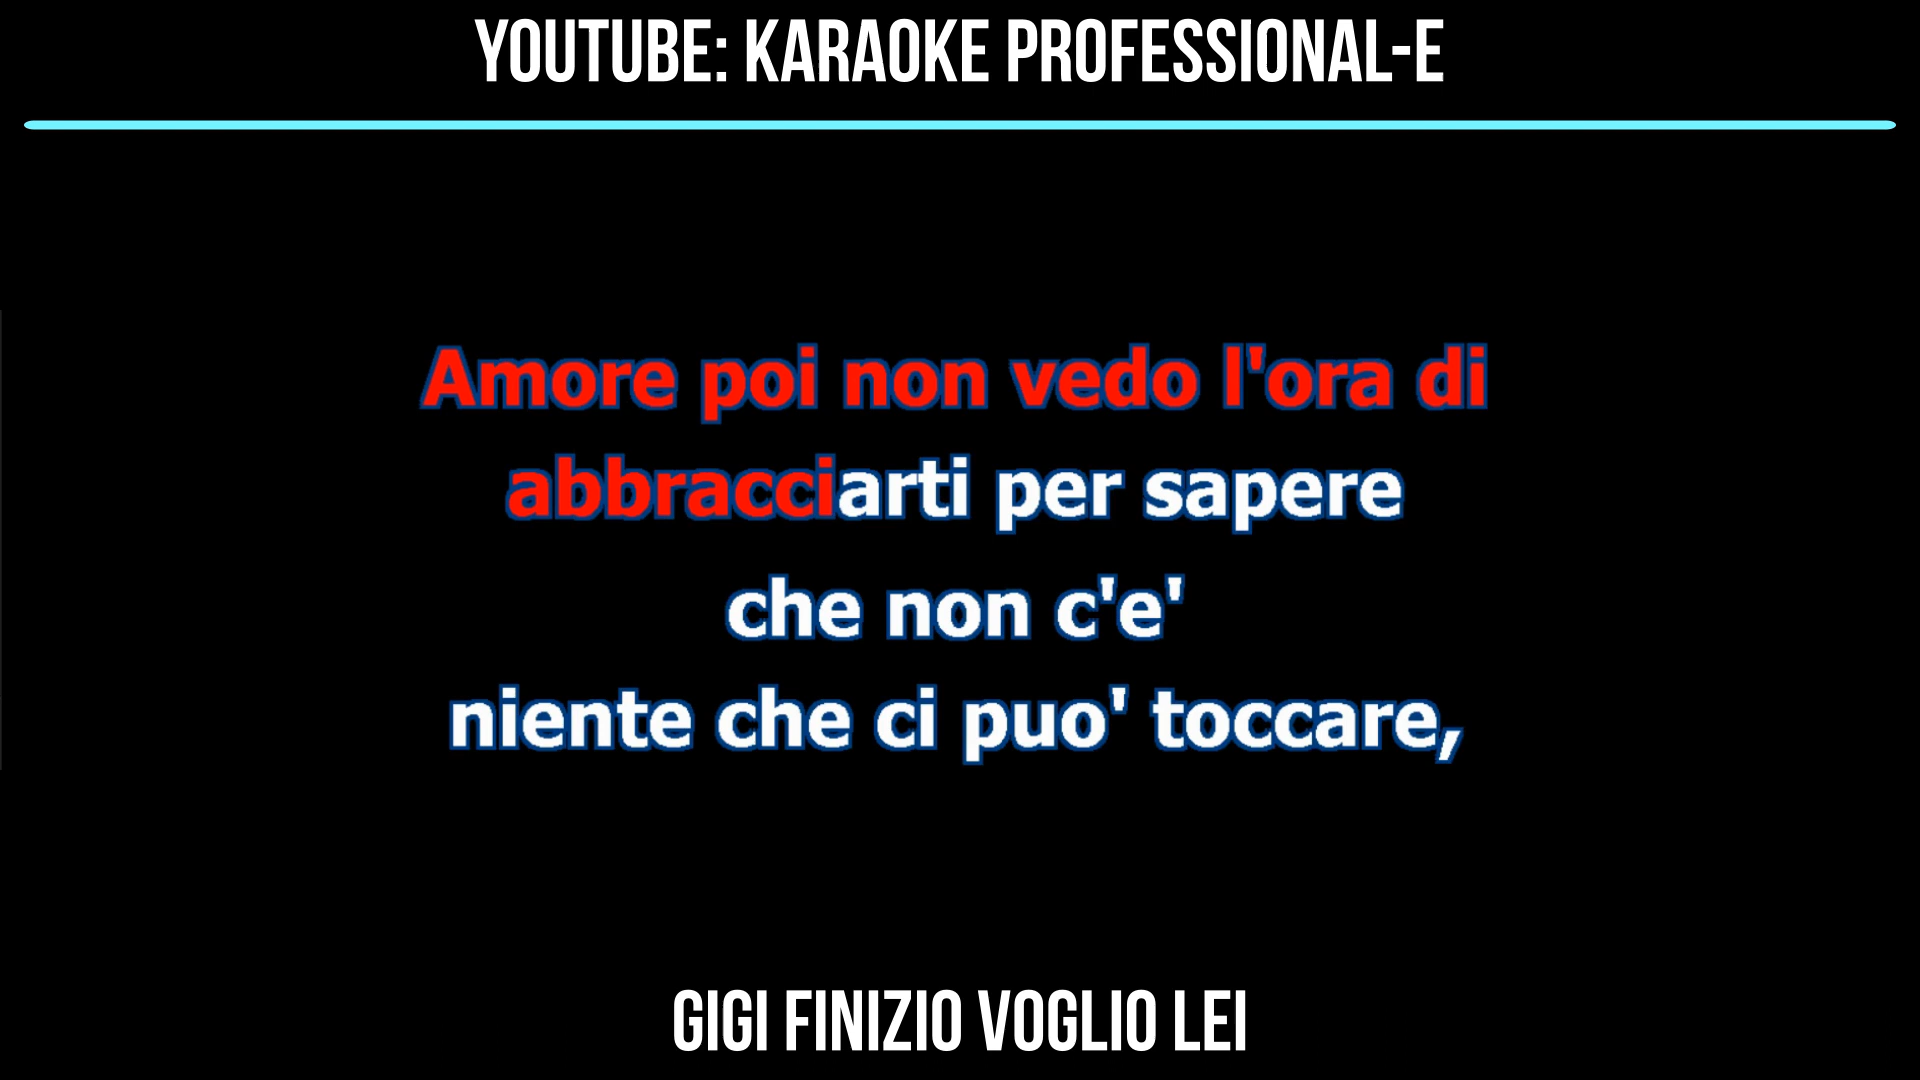 YOUTUBE: KARAOKE PROFESSIONAL-E
Amore poi non vedo l'ora di
abbracciarti per sapere
che non c'e'
niente che ci puo' toccare,
GIGI FINIZIO VOGLIO LEI